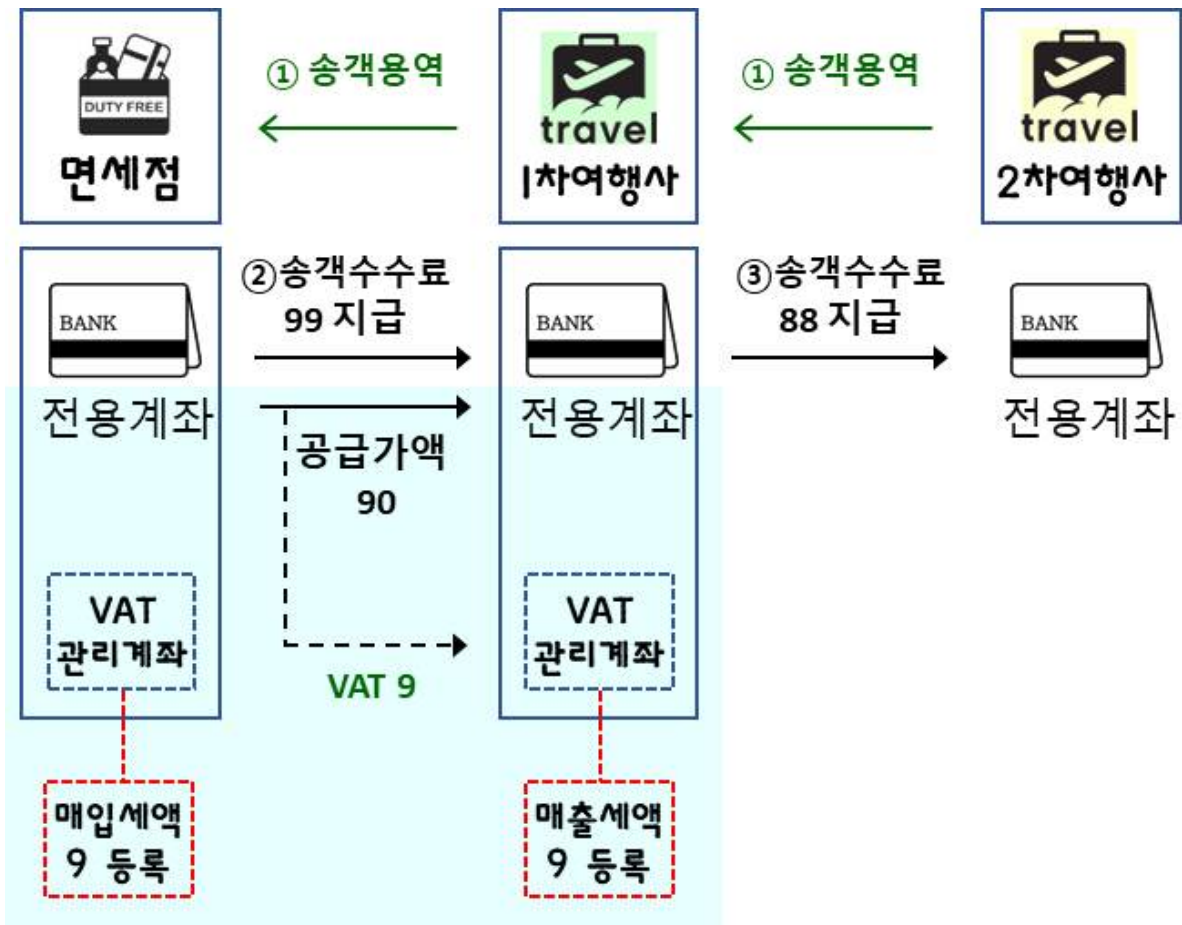 ① 송객용역
① 송객용역
DUTY FREE
travel
travel
면세점
1차여행사
2차여행사
②송객수수료
99 지급
③송객수수료
88 지급
BANK
BANK
BANK
전용계좌
전용계좌
전용계좌
공급가액
90
VAT
관리계좌
VAT
관리계좌
VAT 9
매입세액
9 등록
매출세액
9 등록